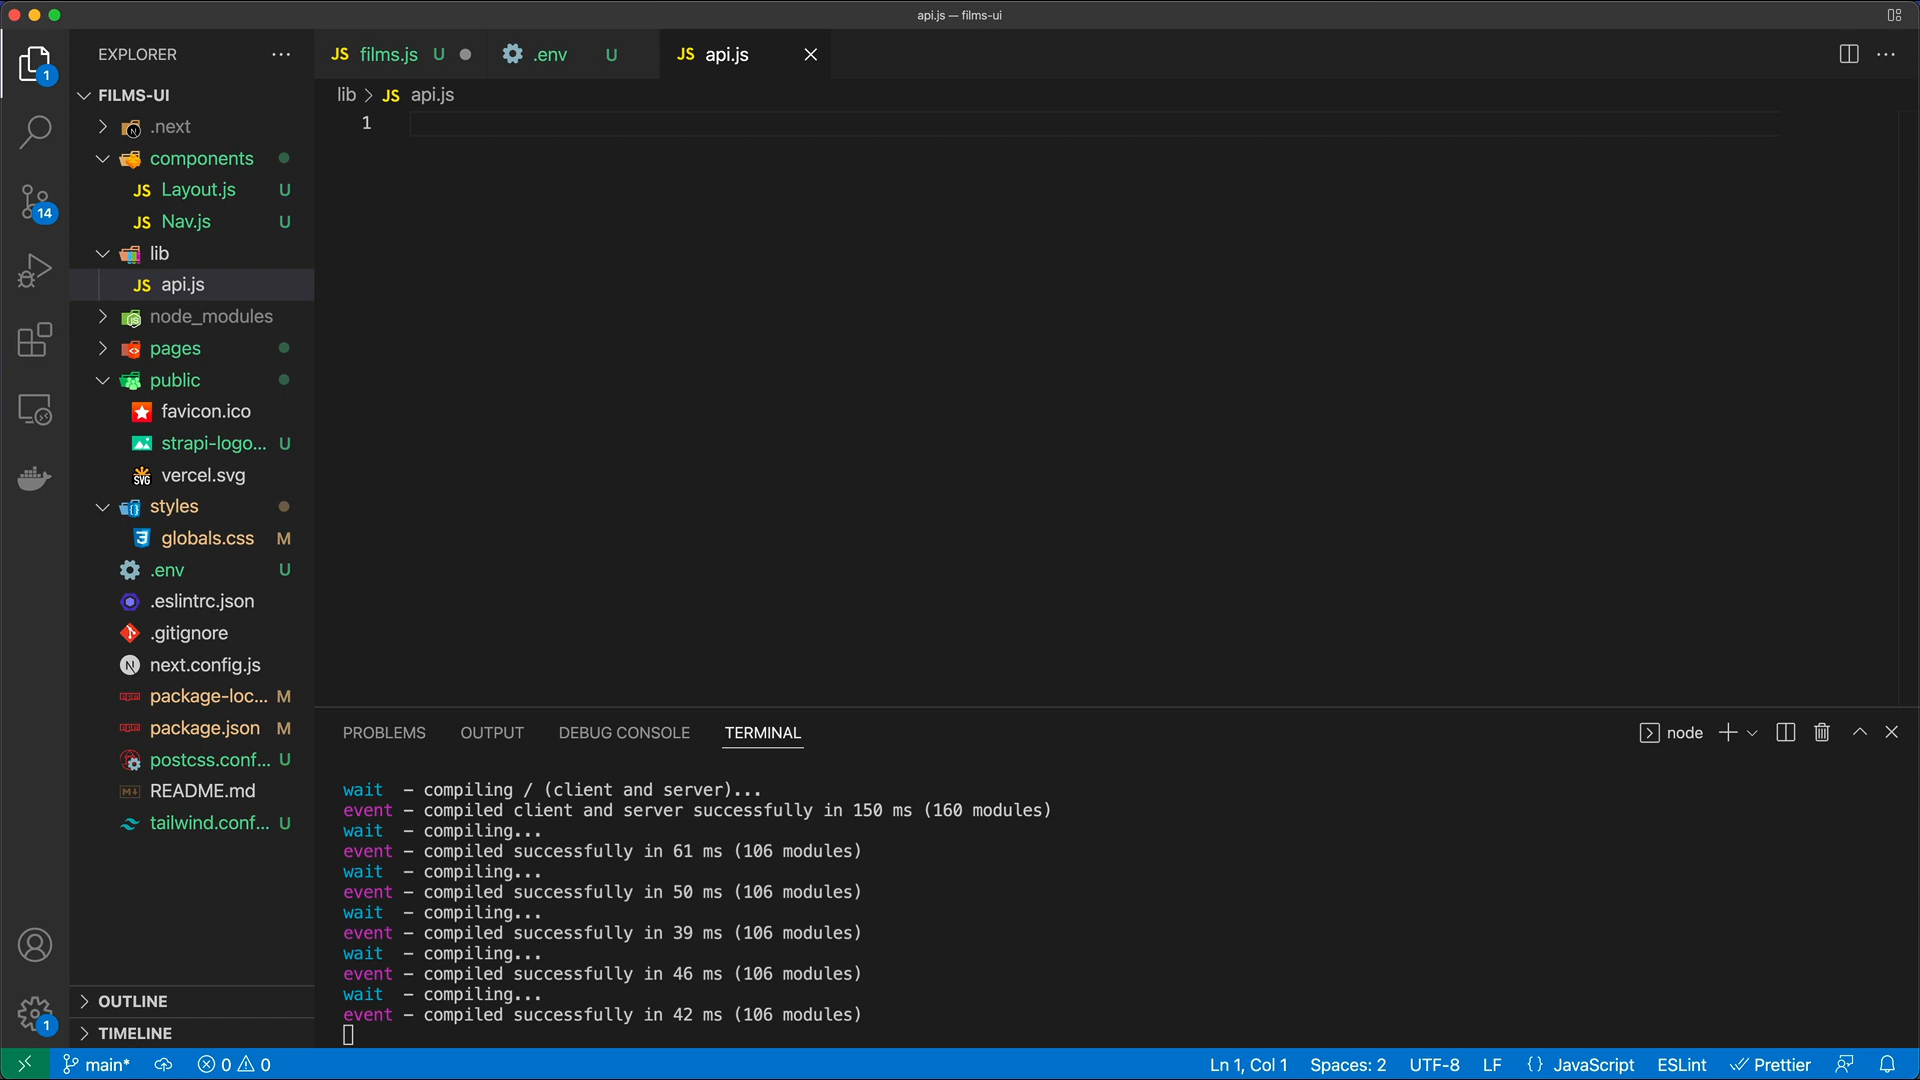 api.js — films-ui
EXPLORER
JS films.js U
.env U
JS api.js
FILMS-UI
lib > JS api.js
.next
1
components
JS Layout.js U
JS Nav.js U
lib
JS api.js
node_modules
pages
public
favicon.ico
strapi-logo... U
vercel.svg
styles
globals.css M
.env U
.eslintrc.json
.gitignore
next.config.js
package-loc... M
package.json M
postcss.conf... U
README.md
tailwind.conf... U
OUTLINE
TIMELINE
1
14
1
PROBLEMS OUTPUT DEBUG CONSOLE TERMINAL
node
wait – compiling / (client and server)...
event – compiled client and server successfully in 150 ms (160 modules)
wait – compiling...
event – compiled successfully in 61 ms (106 modules)
wait – compiling...
event – compiled successfully in 50 ms (106 modules)
wait – compiling...
event – compiled successfully in 39 ms (106 modules)
wait – compiling...
event – compiled successfully in 46 ms (106 modules)
wait – compiling...
event – compiled successfully in 42 ms (106 modules)
main* 0 0 Ln 1, Col 1 Spaces: 2 UTF-8 LF {} JavaScript ESLint Prettier